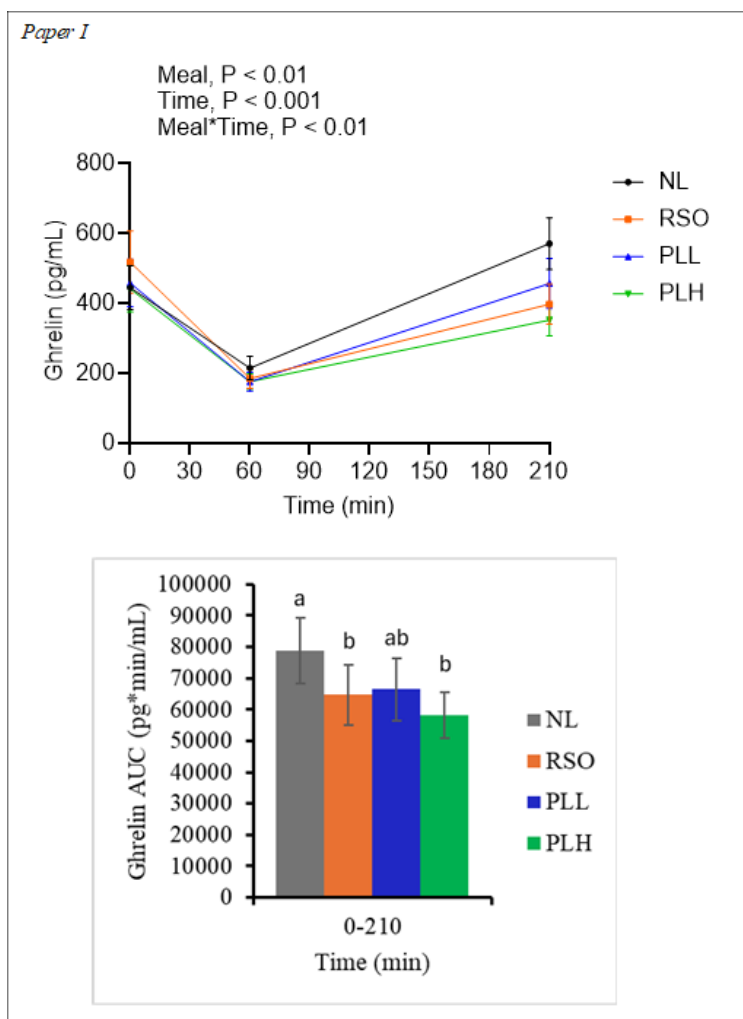 Paper I
Meal, P < 0.01
Time, P < 0.001
Meal*Time, P < 0.01
800
600
400
200
0
Ghrelin (pg/mL)
0 30 60 90 120 150 180 210
Time (min)
NL
RSO
PLL
PLH
100000
90000
80000
70000
60000
50000
40000
30000
20000
10000
0
Ghrelin AUC (pg*min/mL)
a
b
ab
b
0-210
Time (min)
NL
RSO
PLL
PLH